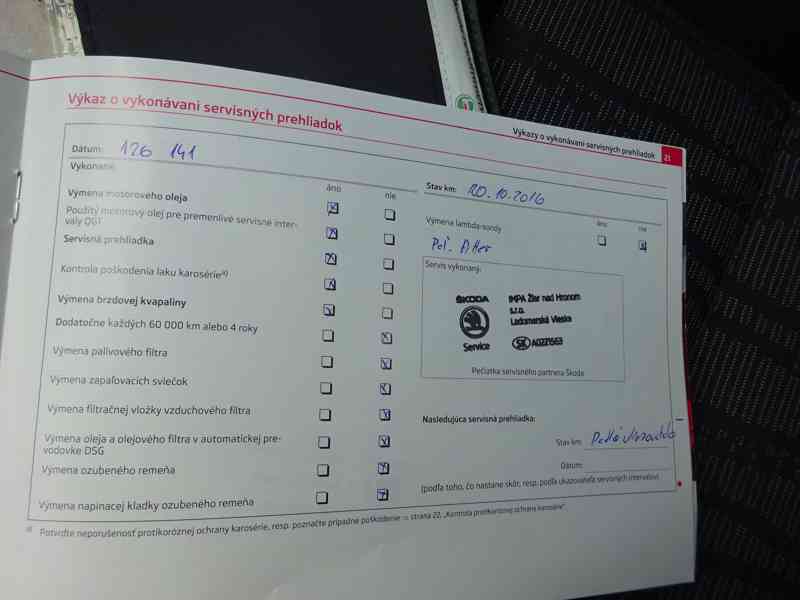 Výkaz o vykonávaní servisných prehliadok
Výkazy o vykonávaní servisných prehliadok 21
Dátum: 126 141
Vykonané:
áno nie
Výmena motorového oleja
Použitý motorový olej pre premenlivé servisné inter-
valy QG1
Servisná prehliadka
Kontrola poškodenia laku karosérieᵃ⁾
Výmena brzdovej kvapaliny
Dodatočne každých 60 000 km alebo 4 roky
Výmena palivového filtra
Výmena zapaľovacích sviečok
Výmena filtračnej vložky vzduchového filtra
Výmena oleja a olejového filtra v automatickej pre-
vodovke DSG
Výmena ozubeného remeňa
Výmena napínacej kladky ozubeného remeňa
Stav km: 20.10.2016
áno nie
Výmena lambda-sondy
Servis vykonaný:
ŠKODA
Service
IMPA Žiar nad Hronom
s.r.o.
Ladomerská Vieska
SK A0221563
Pečiatka servisného partnera Škoda
Nasledujúca servisná prehliadka:
Stav km:
Dátum:
(podľa toho, čo nastane skôr, resp. podľa ukazovateľa servisných intervalov)
ᵃ⁾ Potvrďte neporušenosť protikoróznej ochrany karosérie, resp. poznačte prípadné poškodenie ⇒ strana 22, „Kontrola protikoróznej ochrany karosérie".